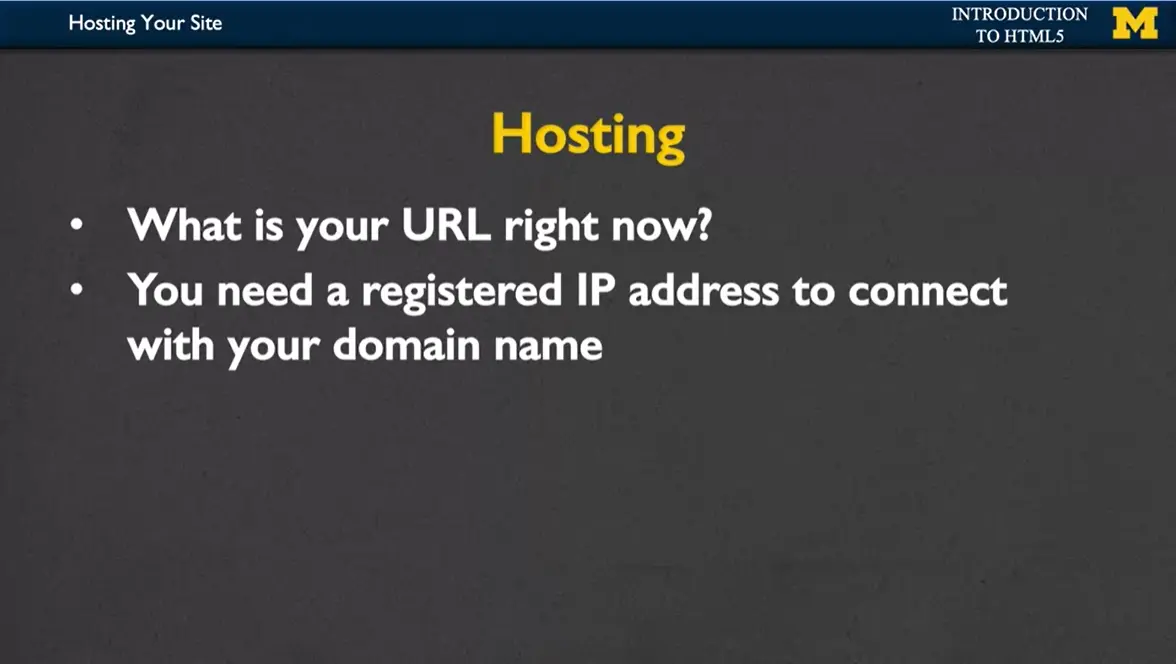 Hosting Your Site
INTRODUCTION
TO HTML5
M
Hosting
• What is your URL right now?
• You need a registered IP address to connect
with your domain name